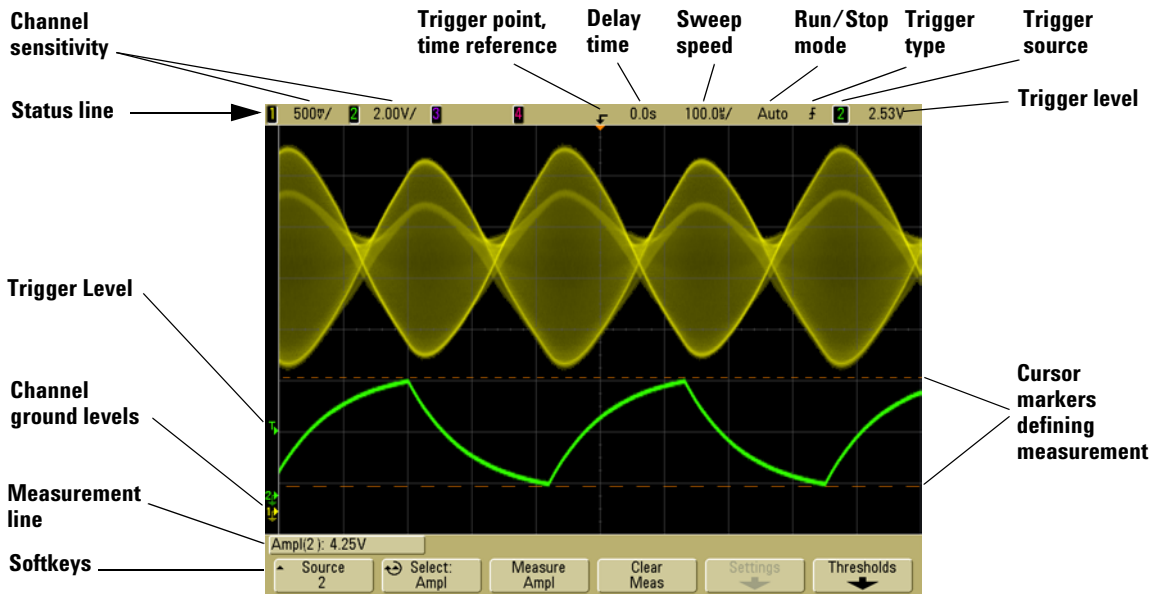 Channel
sensitivity
Trigger point,
time reference
Delay
time
Sweep
speed
Run/Stop
mode
Trigger
type
Trigger
source
Status line
Trigger level
1 500m/ 2 2.00V/ 3 4 0.0s 100.0us/ Auto 2 2.53V
Trigger Level
Channel
ground levels
Measurement
line
Softkeys
T
2
1
Cursor
markers
defining
measurement
Ampl(2 ): 4.25V
Source
2
Select:
Ampl
Measure
Ampl
Clear
Meas
Settings
Thresholds